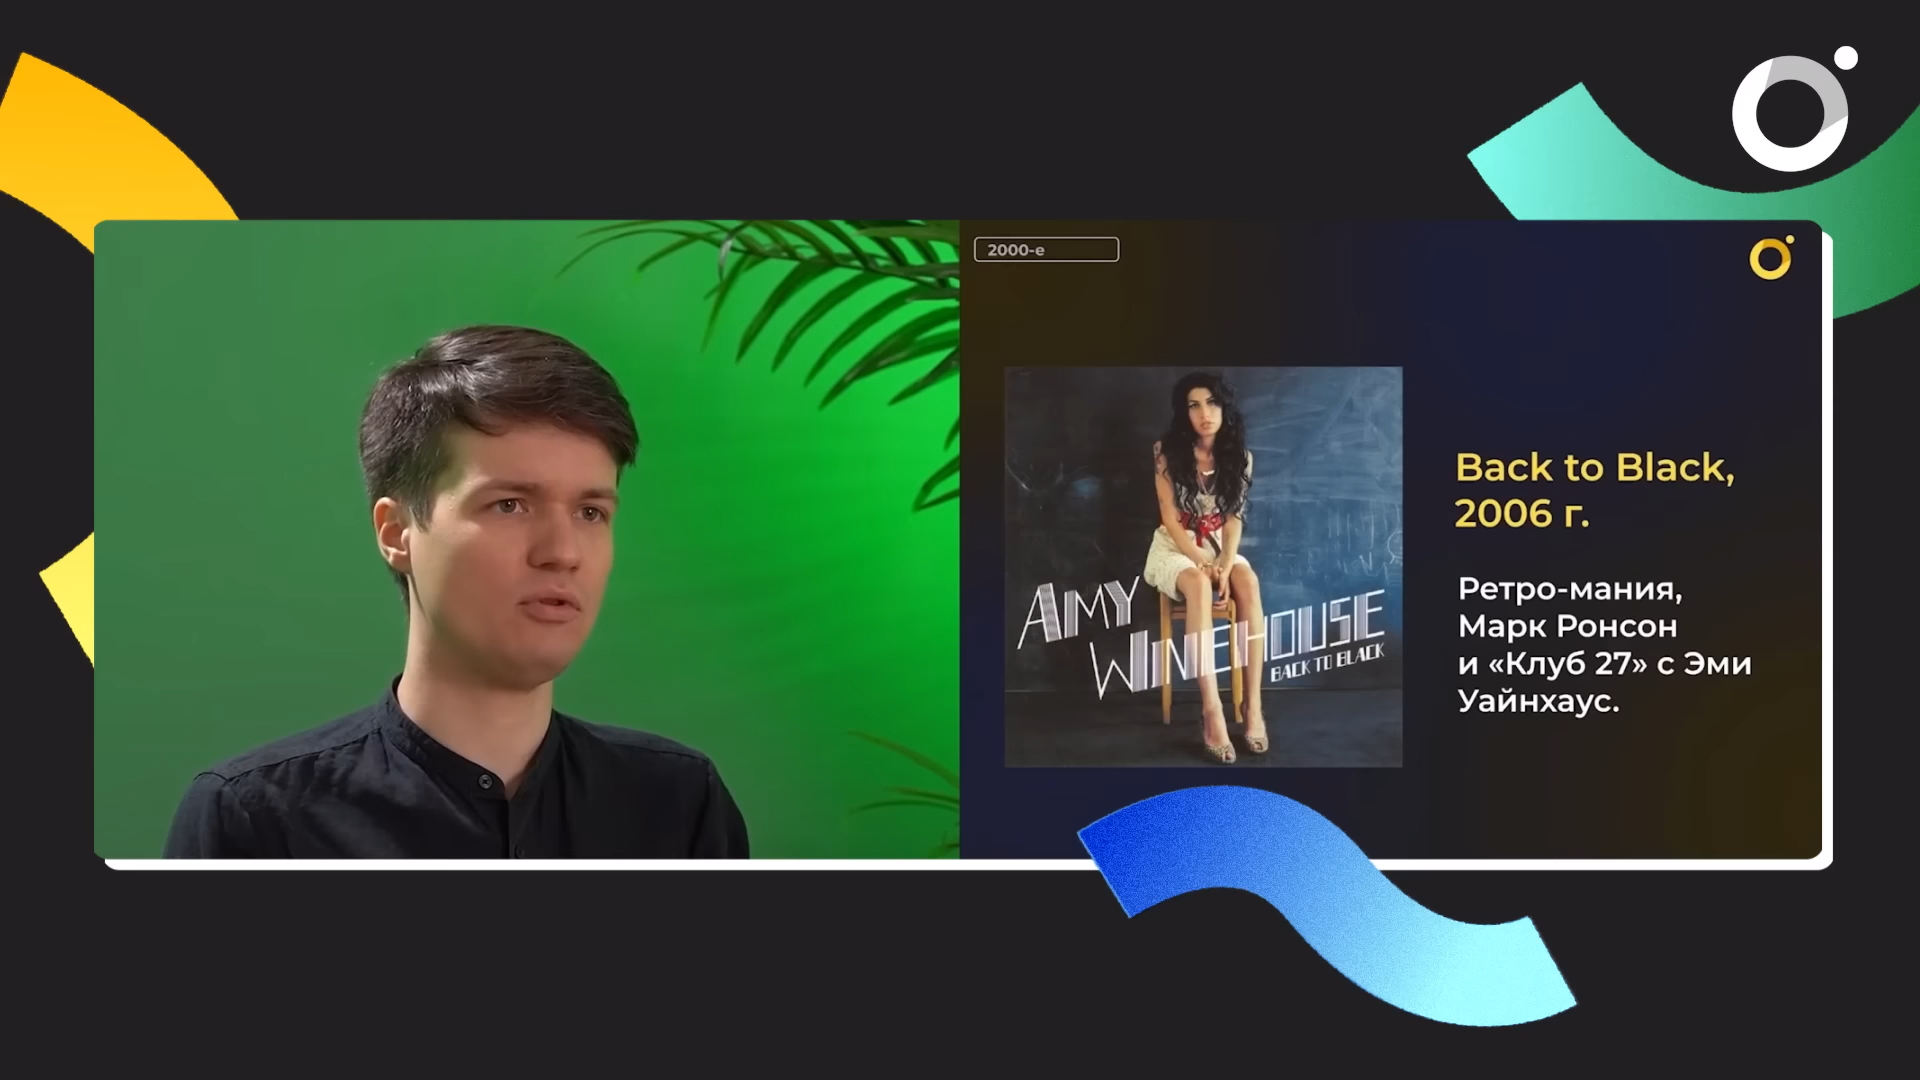 2000-е
AMY
WINEHOUSE
BACK TO BLACK
Back to Black,
2006 г.
Ретро-мания,
Марк Ронсон
и «Клуб 27» с Эми
Уайнхаус.